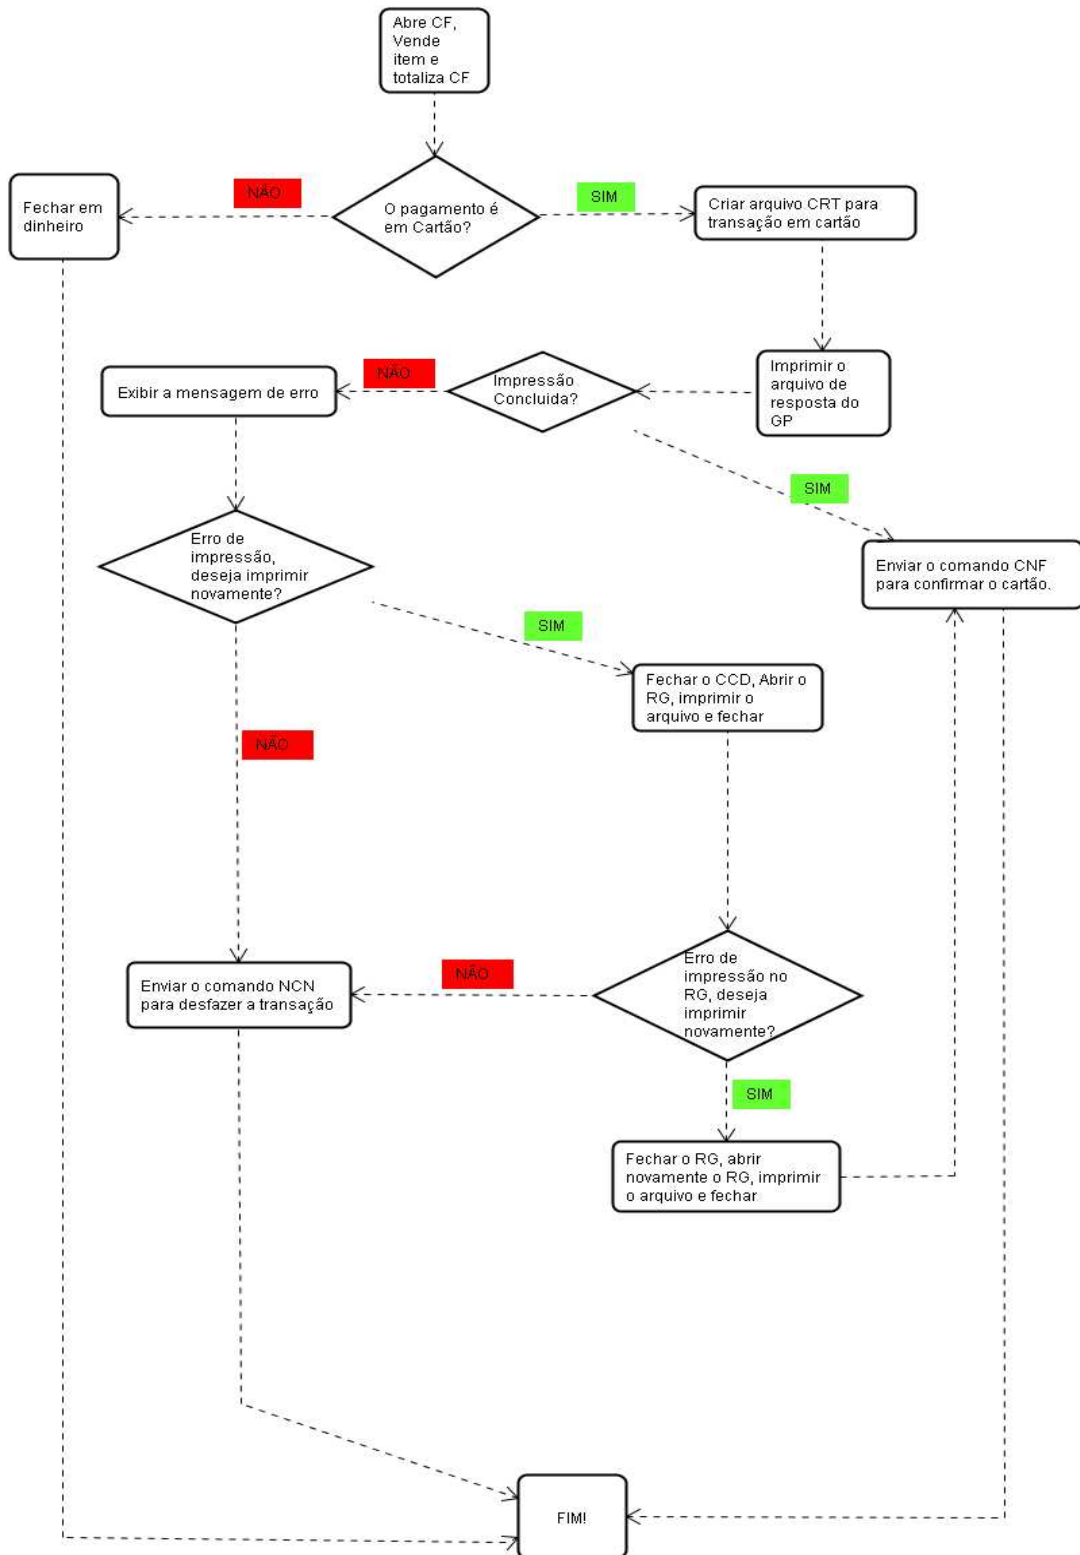 Abre CF,
Vende
item e
totaliza CF
NÃO
SIM
Fechar em
dinheiro
O pagamento é
em Cartão?
Criar arquivo CRT para
transação em cartão
Exibir a mensagem de erro
NÃO
Impressão
Concluida?
Imprimir o
arquivo de
resposta do
GP
SIM
Erro de
impressão,
deseja imprimir
novamente?
Enviar o comando CNF
para confirmar o cartão.
SIM
Fechar o CCD, Abrir o
RG, imprimir o
arquivo e fechar
NÃO
Enviar o comando NCN
para desfazer a transação
NÃO
Erro de
impressão no
RG, deseja
imprimir
novamente?
SIM
Fechar o RG, abrir
novamente o RG, imprimir
o arquivo e fechar
FIM!